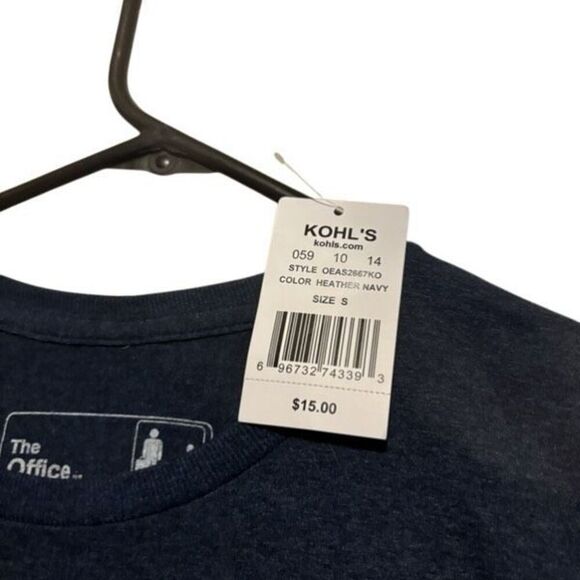 KOHL'S
kohls.com
059 10 14
STYLE OEAS2667KO
COLOR HEATHER NAVY
SIZE S
6 96732 74339 3
$15.00
The
Office